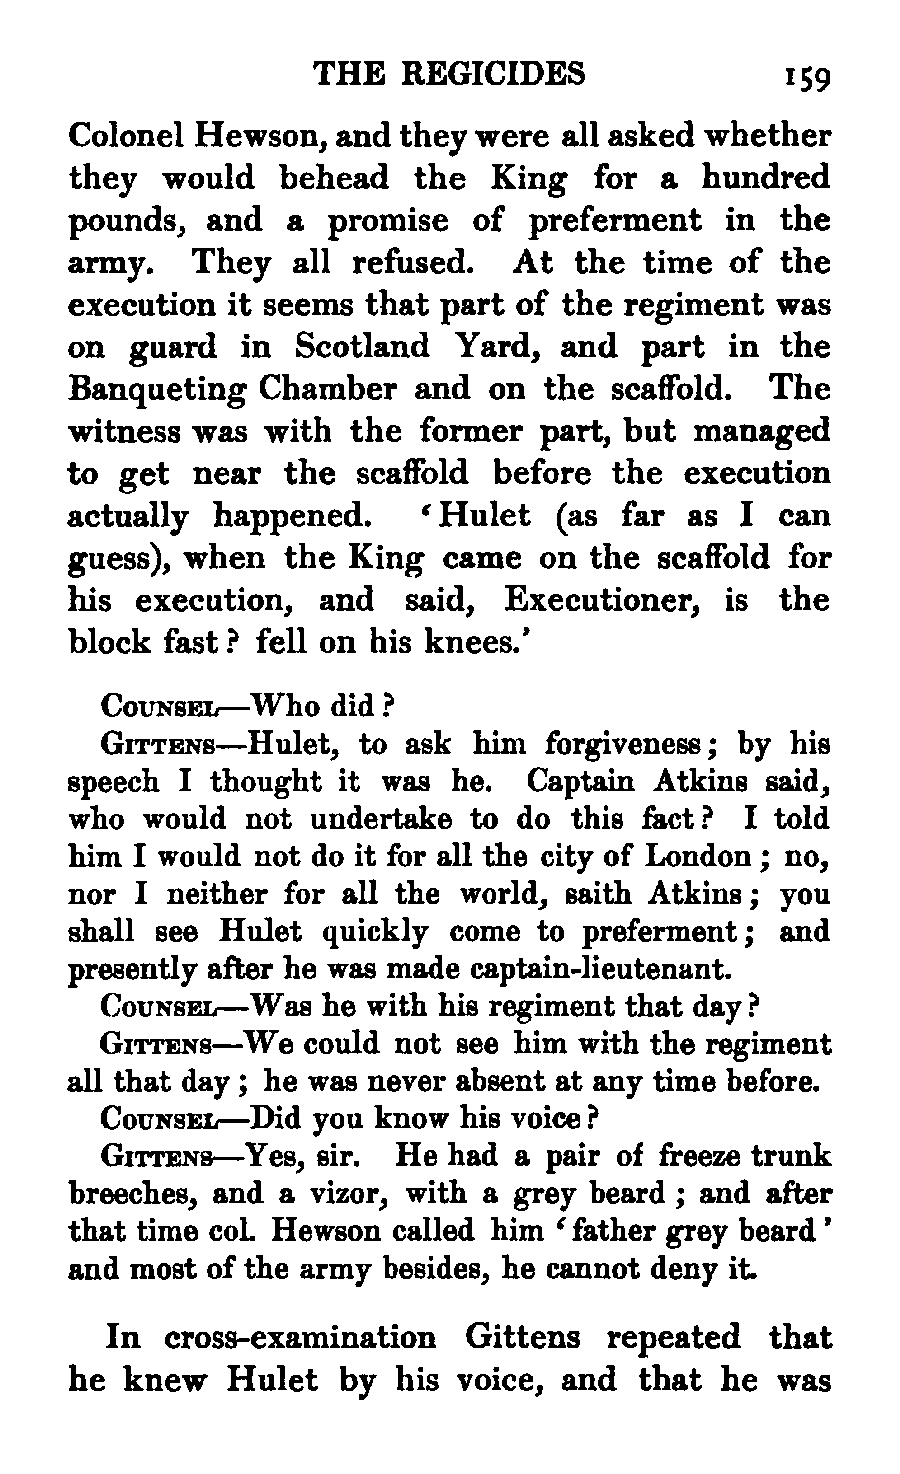 THE REGICIDES 159
Colonel Hewson, and they were all asked whether
they would behead the King for a hundred
pounds, and a promise of preferment in the
army. They all refused. At the time of the
execution it seems that part of the regiment was
on guard in Scotland Yard, and part in the
Banqueting Chamber and on the scaffold. The
witness was with the former part, but managed
to get near the scaffold before the execution
actually happened. ‘Hulet (as far as I can
guess), when the King came on the scaffold for
his execution, and said, Executioner, is the
block fast? fell on his knees.’
COUNSEL—Who did?
GITTENS—Hulet, to ask him forgiveness; by his
speech I thought it was he. Captain Atkins said,
who would not undertake to do this fact? I told
him I would not do it for all the city of London; no,
nor I neither for all the world, saith Atkins; you
shall see Hulet quickly come to preferment; and
presently after he was made captain-lieutenant.
COUNSEL—Was he with his regiment that day?
GITTENS—We could not see him with the regiment
all that day; he was never absent at any time before.
COUNSEL—Did you know his voice?
GITTENS—Yes, sir. He had a pair of freeze trunk
breeches, and a vizor, with a grey beard; and after
that time col. Hewson called him ‘father grey beard’
and most of the army besides, he cannot deny it.
In cross-examination Gittens repeated that
he knew Hulet by his voice, and that he was